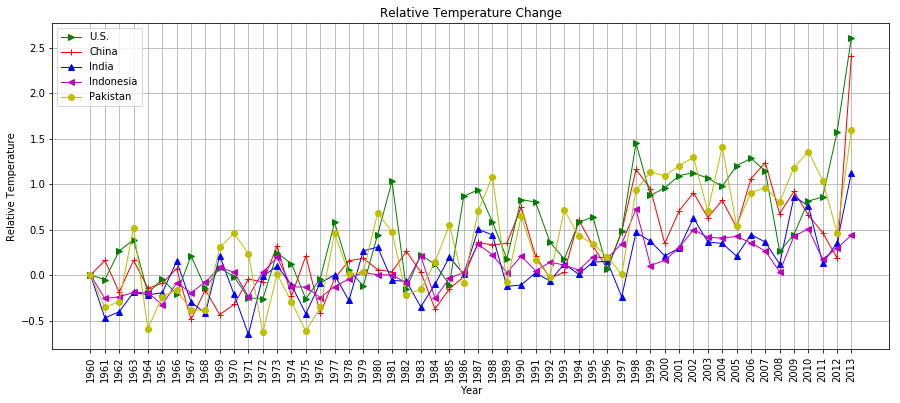 Relative Temperature Change
U.S.
China
India
Indonesia
Pakistan
Relative Temperature
2.5
2.0
1.5
1.0
0.5
0.0
−0.5
1960 1961 1962 1963 1964 1965 1966 1967 1968 1969 1970 1971 1972 1973 1974 1975 1976 1977 1978 1979 1980 1981 1982 1983 1984 1985 1986 1987 1988 1989 1990 1991 1992 1993 1994 1995 1996 1997 1998 1999 2000 2001 2002 2003 2004 2005 2006 2007 2008 2009 2010 2011 2012 2013
Year